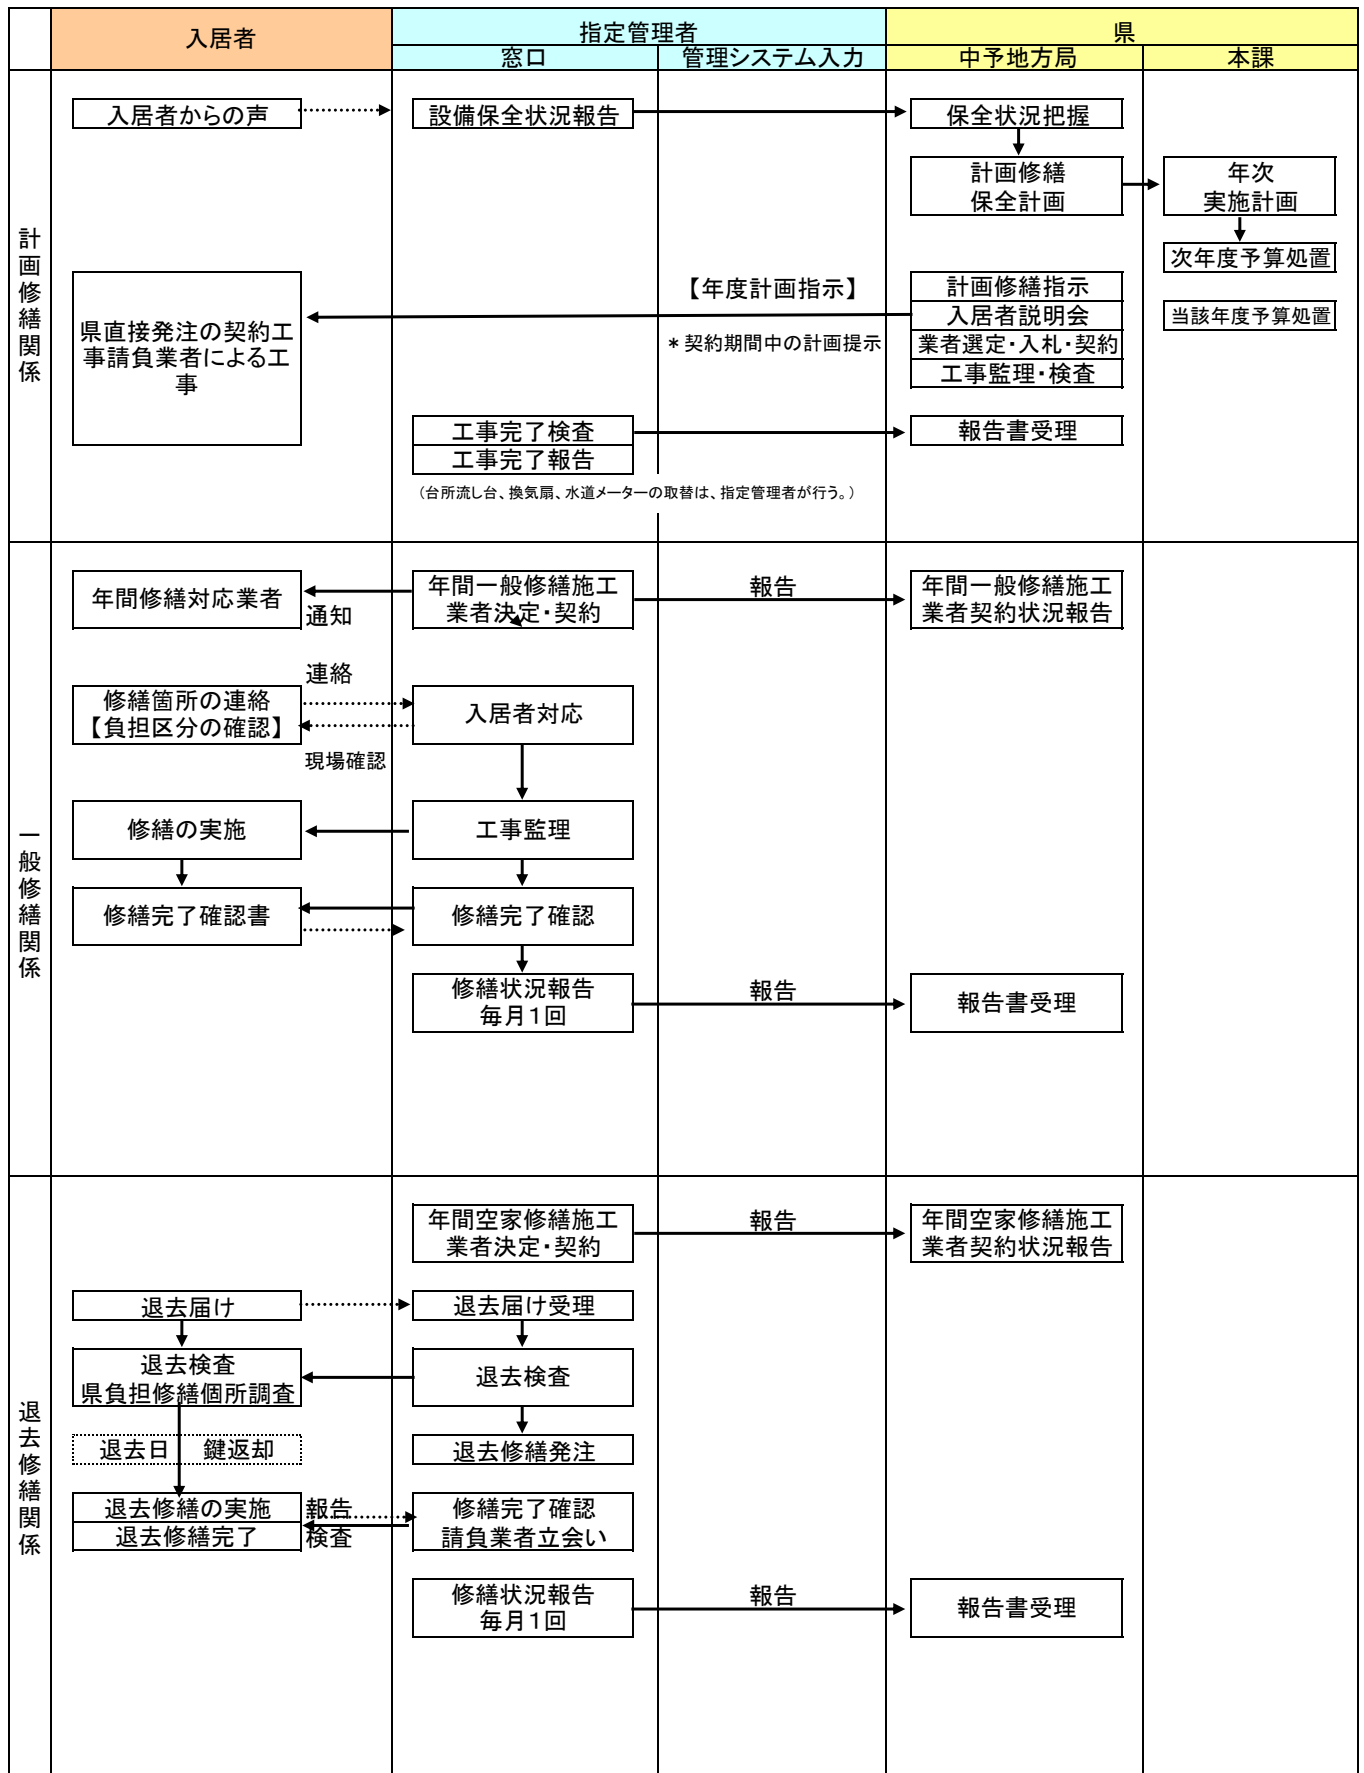 入居者
指定管理者
県
窓口
管理システム入力
中予地方局
本課
計画修繕関係
入居者からの声
設備保全状況報告
保全状況把握
計画修繕
保全計画
年次
実施計画
次年度予算処置
【年度計画指示】
計画修繕指示
県直接発注の契約工
事請負業者による工
事
入居者説明会
当該年度予算処置
＊契約期間中の計画提示
業者選定・入札・契約
工事監理・検査
工事完了検査
報告書受理
工事完了報告
（台所流し台、換気扇、水道メーターの取替は、指定管理者が行う。）
一般修繕関係
年間修繕対応業者
通知
年間一般修繕施工
業者決定・契約
報告
年間一般修繕施工
業者契約状況報告
連絡
修繕箇所の連絡
【負担区分の確認】
入居者対応
現場確認
修繕の実施
工事監理
修繕完了確認書
修繕完了確認
修繕状況報告
毎月１回
報告
報告書受理
退去修繕関係
年間空家修繕施工
業者決定・契約
報告
年間空家修繕施工
業者契約状況報告
退去届け
退去届け受理
退去検査
県負担修繕個所調査
退去検査
退去日 鍵返却
退去修繕発注
退去修繕の実施
報告
退去修繕完了
検査
修繕完了確認
請負業者立会い
修繕状況報告
毎月１回
報告
報告書受理